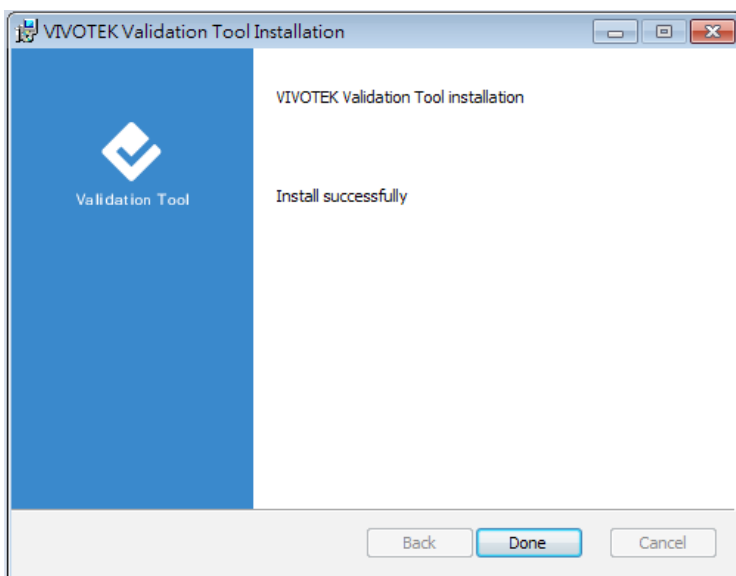 VIVOTEK Validation Tool Installation
VIVOTEK Validation Tool installation
Validation Tool
Install successfully
Back
Done
Cancel